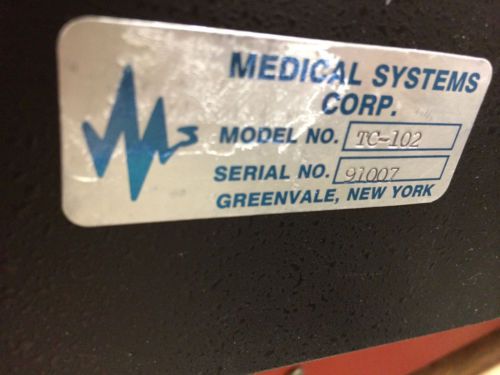 MEDICAL SYSTEMS
CORP.
MODEL NO. TC-102
SERIAL NO. 91007
GREENVALE, NEW YORK